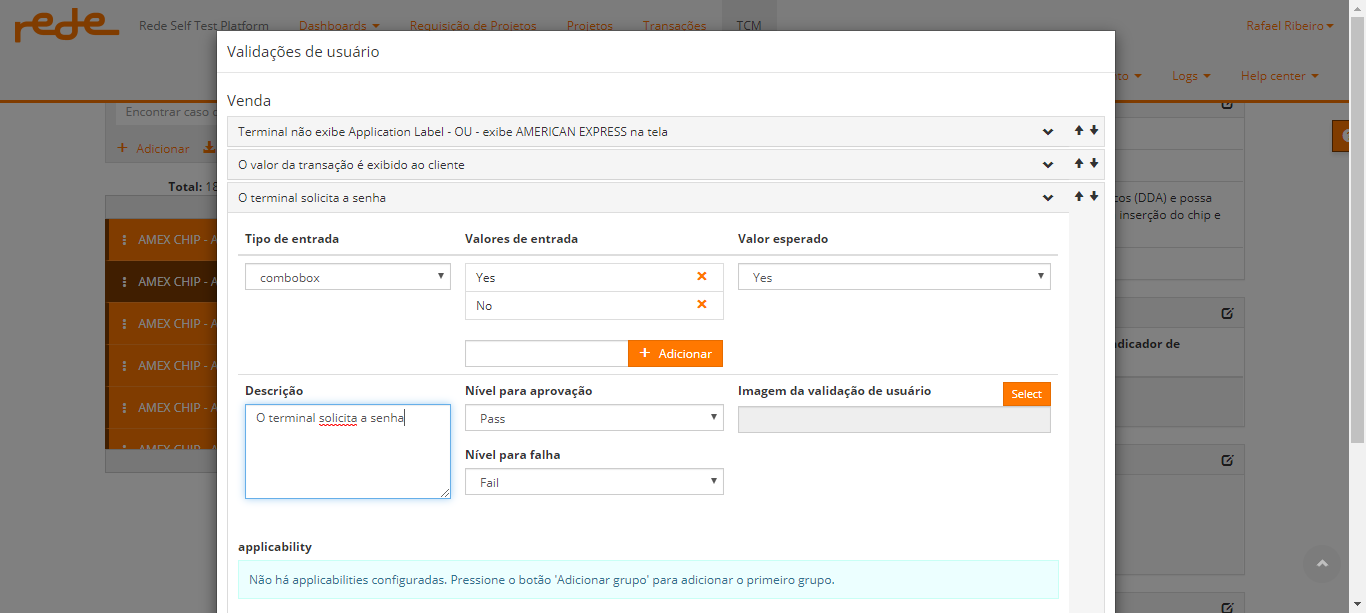 rede
Rede Self Test Platform
Dashboards
Requisição de Projetos
Projetos
Transações
TCM
Rafael Ribeiro
Logs
Help center
Encontrar caso
Adicionar
Total: 18
AMEX CHIP - A
AMEX CHIP - A
AMEX CHIP - A
AMEX CHIP - A
AMEX CHIP - A
AMEX CHIP - A
Validações de usuário
Venda
Terminal não exibe Application Label - OU - exibe AMERICAN EXPRESS na tela
O valor da transação é exibido ao cliente
O terminal solicita a senha
Tipo de entrada
Valores de entrada
Valor esperado
combobox
Yes
Yes
No
+ Adicionar
Descrição
Nível para aprovação
Imagem da validação de usuário
Select
O terminal solicita a senha
Pass
Nível para falha
Fail
applicability
Não há applicabilities configuradas. Pressione o botão 'Adicionar grupo' para adicionar o primeiro grupo.
(DDA) e possa
inserção do chip e
de